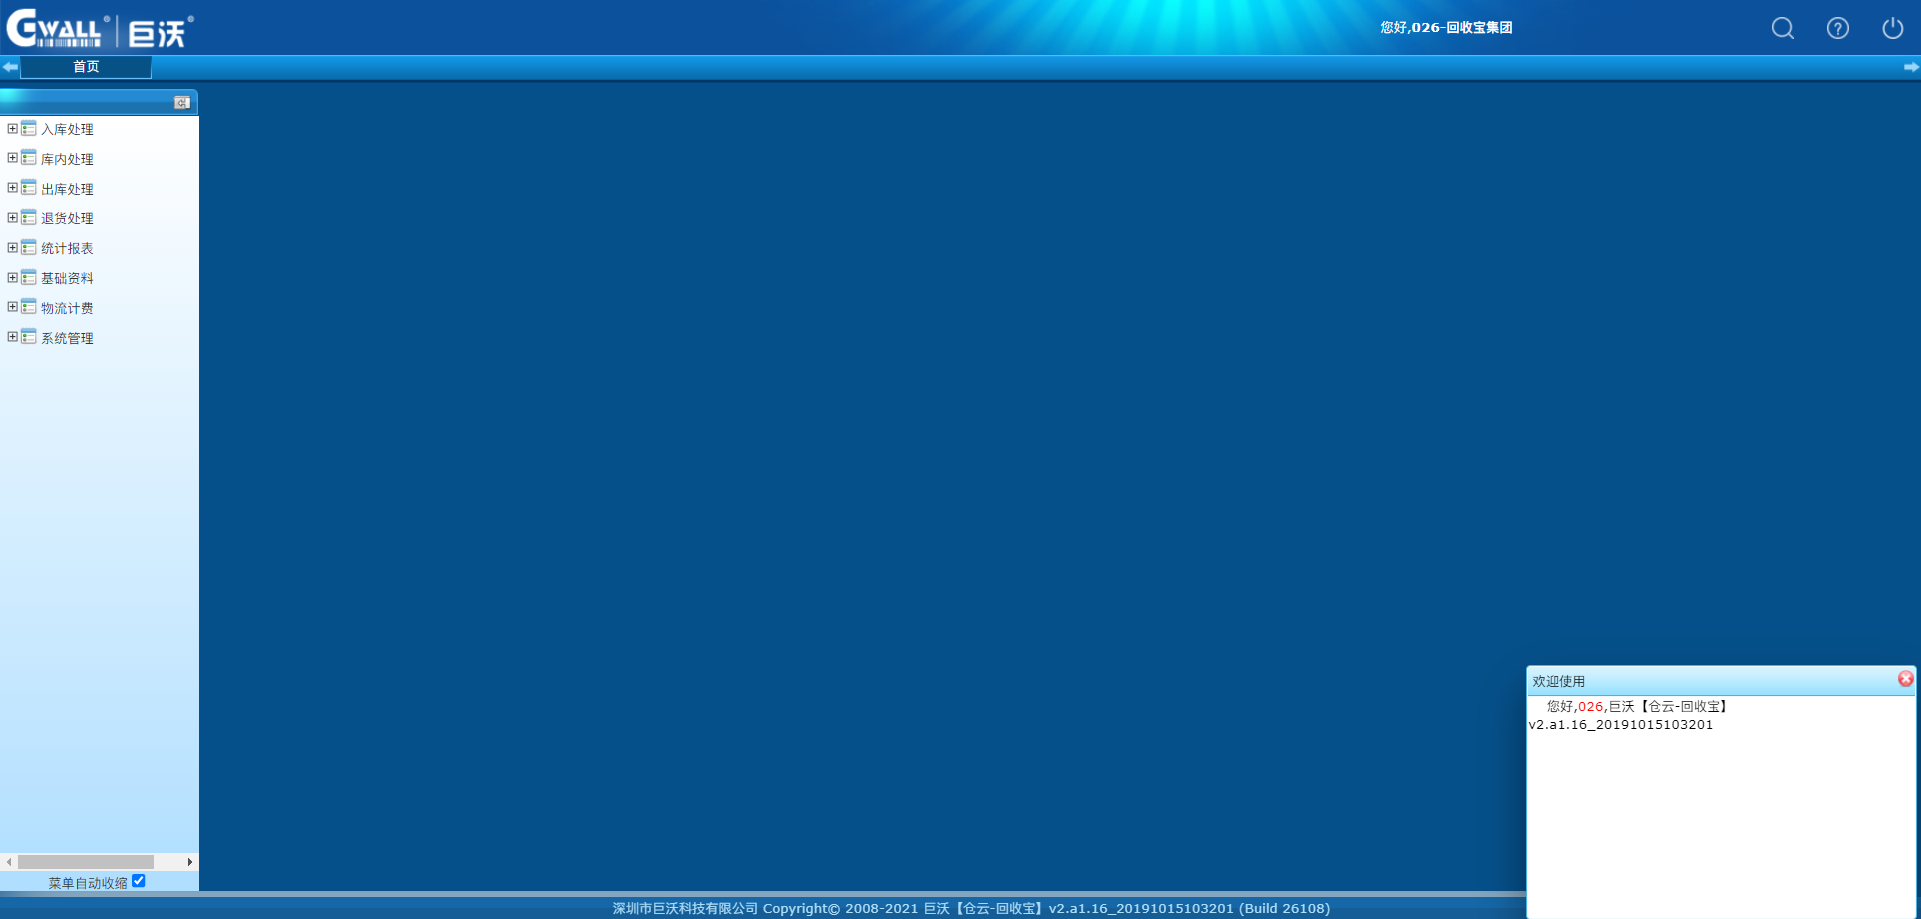 GWALL® | 巨沃®
您好,026-回收宝集团
首页
入库处理
库内处理
出库处理
退货处理
统计报表
基础资料
物流计费
系统管理
菜单自动收缩
欢迎使用
您好,026,巨沃【仓云-回收宝】
v2.a1.16_20191015103201
深圳市巨沃科技有限公司 Copyright© 2008-2021 巨沃【仓云-回收宝】v2.a1.16_20191015103201 (Build 26108)